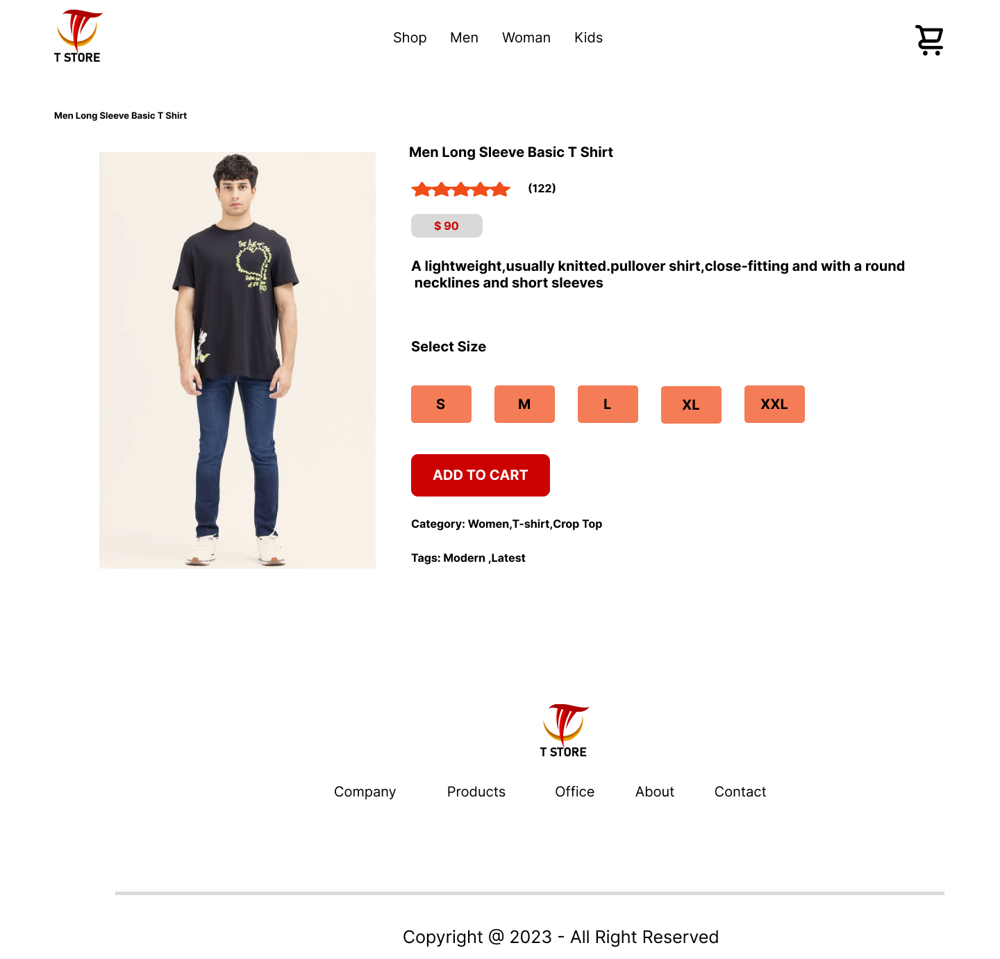 T STORE
Shop Men Woman Kids
Men Long Sleeve Basic T Shirt
Men Long Sleeve Basic T Shirt
(122)
$ 90
A lightweight,usually knitted.pullover shirt,close-fitting and with a round
necklines and short sleeves
THE
OF
Select Size
S M L XL XXL
ADD TO CART
Category: Women,T-shirt,Crop Top
Tags: Modern ,Latest
T STORE
Company Products Office About Contact
Copyright @ 2023 - All Right Reserved